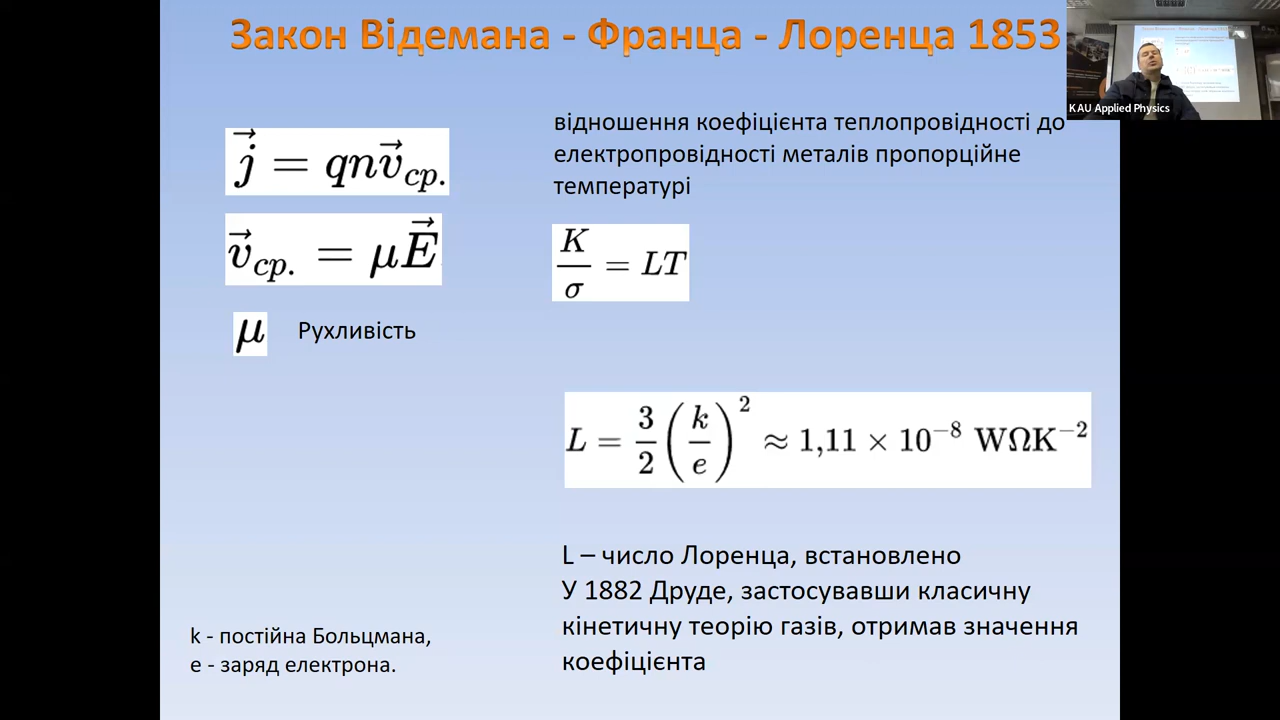 Закон Відемана - Франца - Лоренца 1853
K AU Applied Physics
j⃗ = qnv⃗ср.
v⃗ср. = μE⃗
μ Рухливість
відношення коефіцієнта теплопровідності до
електропровідності металів пропорційне
температурі
K/σ = LT
L = 3/2 (k/e)² ≈ 1,11 × 10⁻⁸ WΩK⁻²
L – число Лоренца, встановлено
У 1882 Друде, застосувавши класичну
кінетичну теорію газів, отримав значення
коефіцієнта
k - постійна Больцмана,
e - заряд електрона.